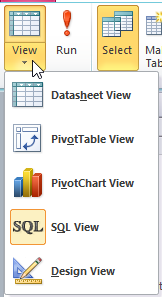 View
Run
Select
Ma
Tab
Datasheet View
PivotTable View
PivotChart View
SQL
SQL View
Design View